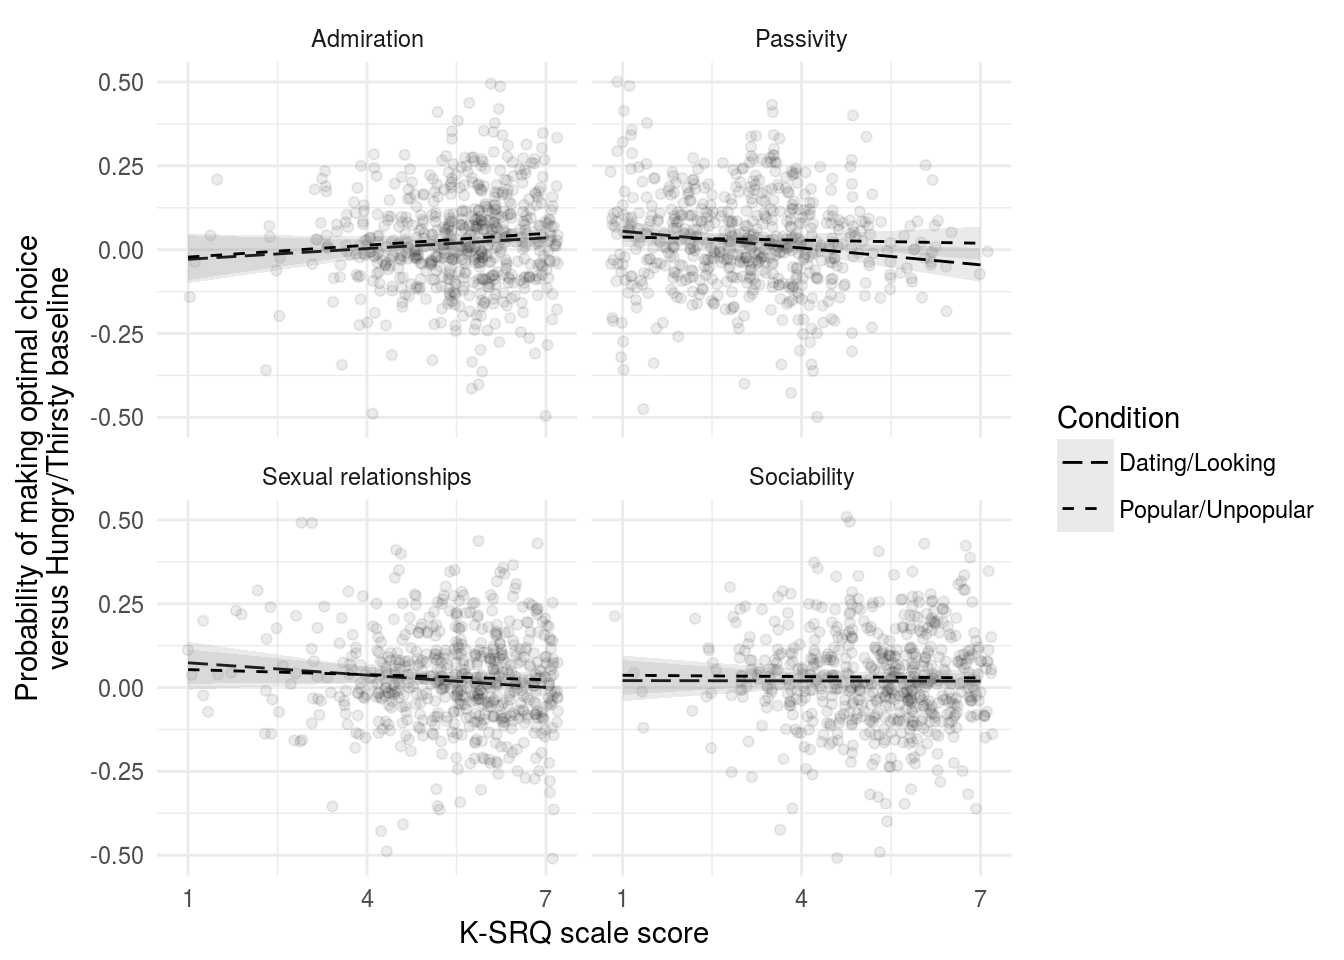 Admiration
Passivity
0.50
0.25
0.00
-0.25
-0.50
Sexual relationships
Sociability
0.50
0.25
0.00
-0.25
-0.50
1
4
7
1
4
7
K-SRQ scale score
Probability of making optimal choice
versus Hungry/Thirsty baseline
Condition
Dating/Looking
Popular/Unpopular